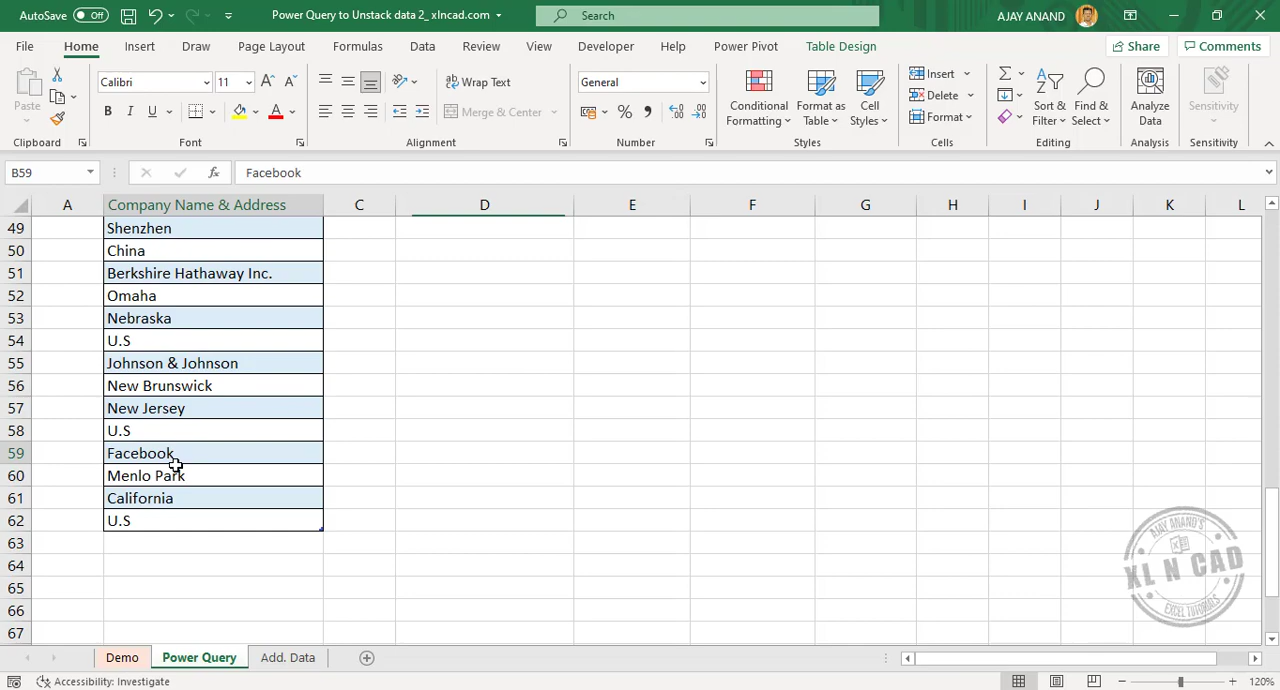 AutoSave Off Power Query to Unstack data 2_xlncad.com Search AJAY ANAND
File Home Insert Draw Page Layout Formulas Data Review View Developer Help Power Pivot Table Design Share Comments
Paste Calibri 11 Wrap Text General Conditional Formatting Format as Table Cell Styles Insert Sort & Filter Find & Select Analyze Data Sensitivity
B I U Merge & Center Delete
Format
Clipboard Font Alignment Number Styles Cells Editing Analysis Sensitivity
B59 fx Facebook
A Company Name & Address C D E F G H I J K L
49 Shenzhen
50 China
51 Berkshire Hathaway Inc.
52 Omaha
53 Nebraska
54 U.S
55 Johnson & Johnson
56 New Brunswick
57 New Jersey
58 U.S
59 Facebook
60 Menlo Park
61 California
62 U.S
63
64
65
66
67
AJAY ANAND'S
XL N CAD
EXCEL TUTORIALS
Demo Power Query Add. Data
Accessibility: Investigate 120%